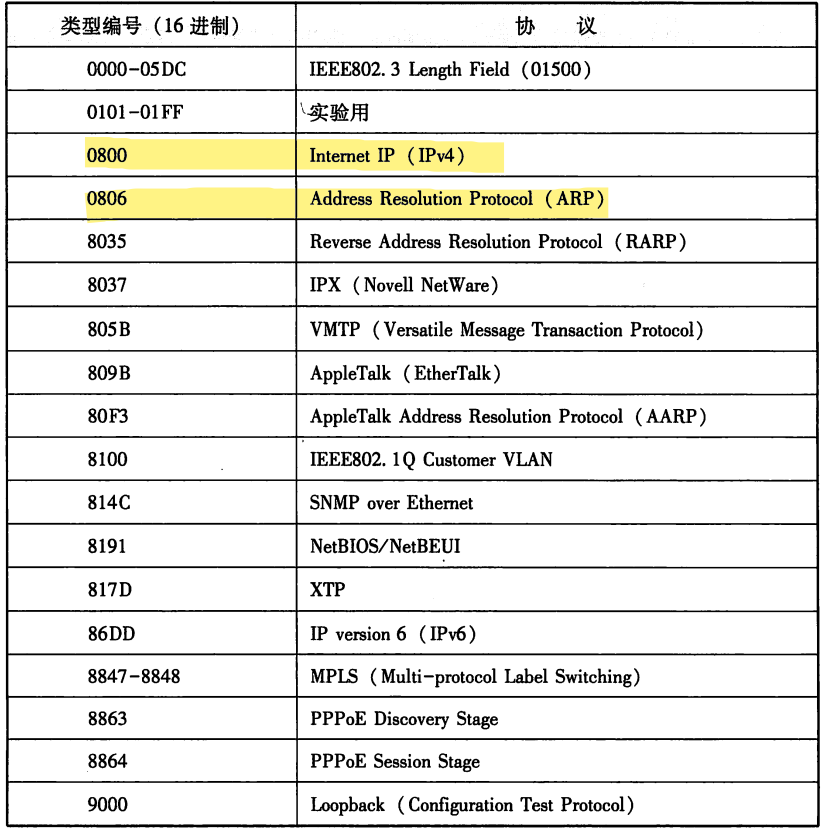 类型编号（16 进制） 协 议
0000-05DC IEEE802. 3 Length Field (01500)
0101-01FF 实验用
0800 Internet IP (IPv4)
0806 Address Resolution Protocol (ARP)
8035 Reverse Address Resolution Protocol (RARP)
8037 IPX (Novell NetWare)
805B VMTP (Versatile Message Transaction Protocol)
809B AppleTalk (EtherTalk)
80F3 AppleTalk Address Resolution Protocol (AARP)
8100 IEEE802. 1Q Customer VLAN
814C SNMP over Ethernet
8191 NetBIOS/NetBEUI
817D XTP
86DD IP version 6 (IPv6)
8847-8848 MPLS (Multi-protocol Label Switching)
8863 PPPoE Discovery Stage
8864 PPPoE Session Stage
9000 Loopback (Configuration Test Protocol)